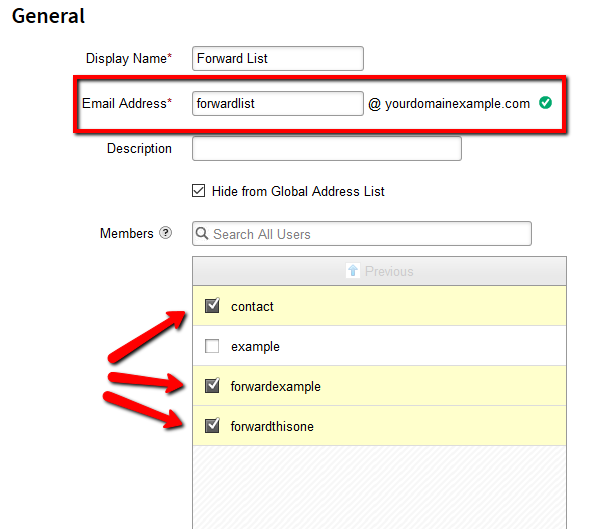 General
Display Name* Forward List
Email Address* forwardlist @ yourdomainexample.com
Description
Hide from Global Address List
Members ? Search All Users
Previous
contact
example
forwardexample
forwardthisone